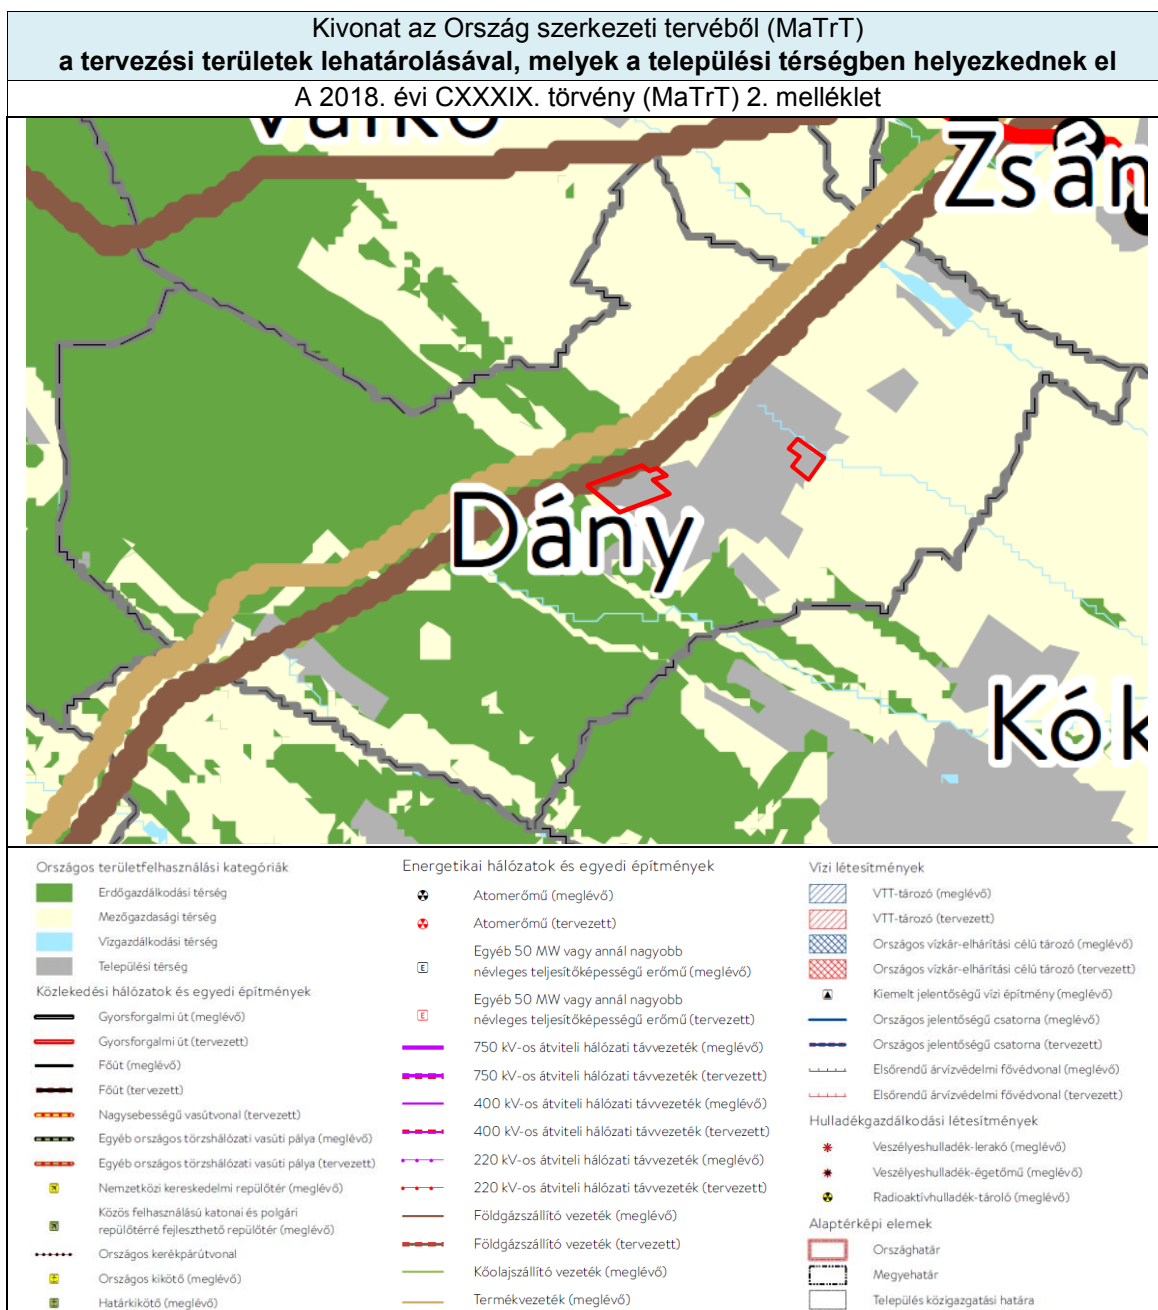 Kivonat az Ország szerkezeti tervéből (MaTrT)
a tervezési területek lehatárolásával, melyek a települési térségben helyezkednek el
A 2018. évi CXXXIX. törvény (MaTrT) 2. melléklet
Valkó
Zsám
Dány
Kók
Országos területfelhasználási kategóriák
Erdőgazdálkodási térség
Mezőgazdasági térség
Vízgazdálkodási térség
Települési térség
Közlekedési hálózatok és egyedi építmények
Gyorsforgalmi út (meglévő)
Gyorsforgalmi út (tervezett)
Főút (meglévő)
Főút (tervezett)
Nagysebességű vasútvonal (tervezett)
Egyéb országos törzshálózati vasúti pálya (meglévő)
Egyéb országos törzshálózati vasúti pálya (tervezett)
Nemzetközi kereskedelmi repülőtér (meglévő)
Közös felhasználású katonai és polgári
repülőtérré fejleszthető repülőtér (meglévő)
Országos kerékpárútvonal
Országos kikötő (meglévő)
Határkikötő (meglévő)
Energetikai hálózatok és egyedi építmények
Atomerőmű (meglévő)
Atomerőmű (tervezett)
Egyéb 50 MW vagy annál nagyobb
névleges teljesítőképességű erőmű (meglévő)
E
Egyéb 50 MW vagy annál nagyobb
névleges teljesítőképességű erőmű (tervezett)
E
750 kV-os átviteli hálózati távvezeték (meglévő)
750 kV-os átviteli hálózati távvezeték (tervezett)
400 kV-os átviteli hálózati távvezeték (meglévő)
400 kV-os átviteli hálózati távvezeték (tervezett)
220 kV-os átviteli hálózati távvezeték (meglévő)
220 kV-os átviteli hálózati távvezeték (tervezett)
Földgázszállító vezeték (meglévő)
Földgázszállító vezeték (tervezett)
Kőolajszállító vezeték (meglévő)
Termékvezeték (meglévő)
Vízi létesítmények
VTT-tározó (meglévő)
VTT-tározó (tervezett)
Országos vízkár-elhárítási célú tározó (meglévő)
Országos vízkár-elhárítási célú tározó (tervezett)
Kiemelt jelentőségű vízi építmény (meglévő)
Országos jelentőségű csatorna (meglévő)
Országos jelentőségű csatorna (tervezett)
Elsőrendű árvízvédelmi fővédvonal (meglévő)
Elsőrendű árvízvédelmi fővédvonal (tervezett)
Hulladékgazdálkodási létesítmények
Veszélyeshulladék-lerakó (meglévő)
Veszélyeshulladék-égetőmű (meglévő)
Radioaktívhulladék-tároló (meglévő)
Alaptérképi elemek
Országhatár
Megyehatár
Település közigazgatási határa